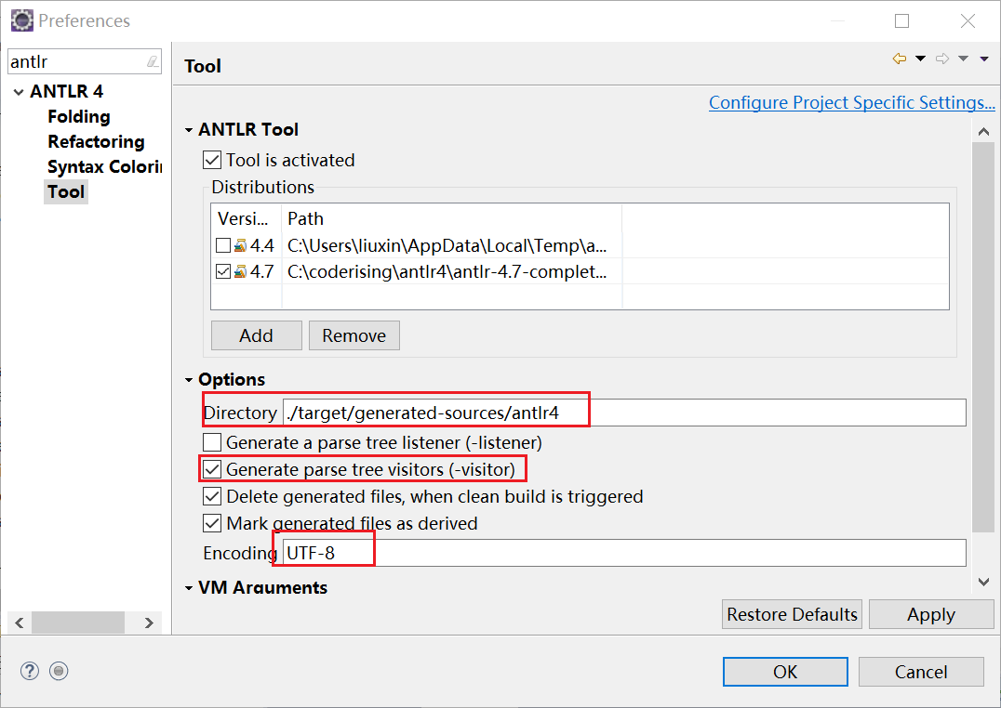 Preferences
antlr
ANTLR 4
Folding
Refactoring
Syntax Colorin
Tool
Tool
Configure Project Specific Settings...
ANTLR Tool
Tool is activated
Distributions
Versi... Path
4.4 C:\Users\liuxin\AppData\Local\Temp\a...
4.7 C:\coderising\antlr4\antlr-4.7-complet...
Add Remove
Options
Directory ./target/generated-sources/antlr4
Generate a parse tree listener (-listener)
Generate parse tree visitors (-visitor)
Delete generated files, when clean build is triggered
Mark generated files as derived
Encoding UTF-8
VM Arguments
Restore Defaults Apply
OK Cancel